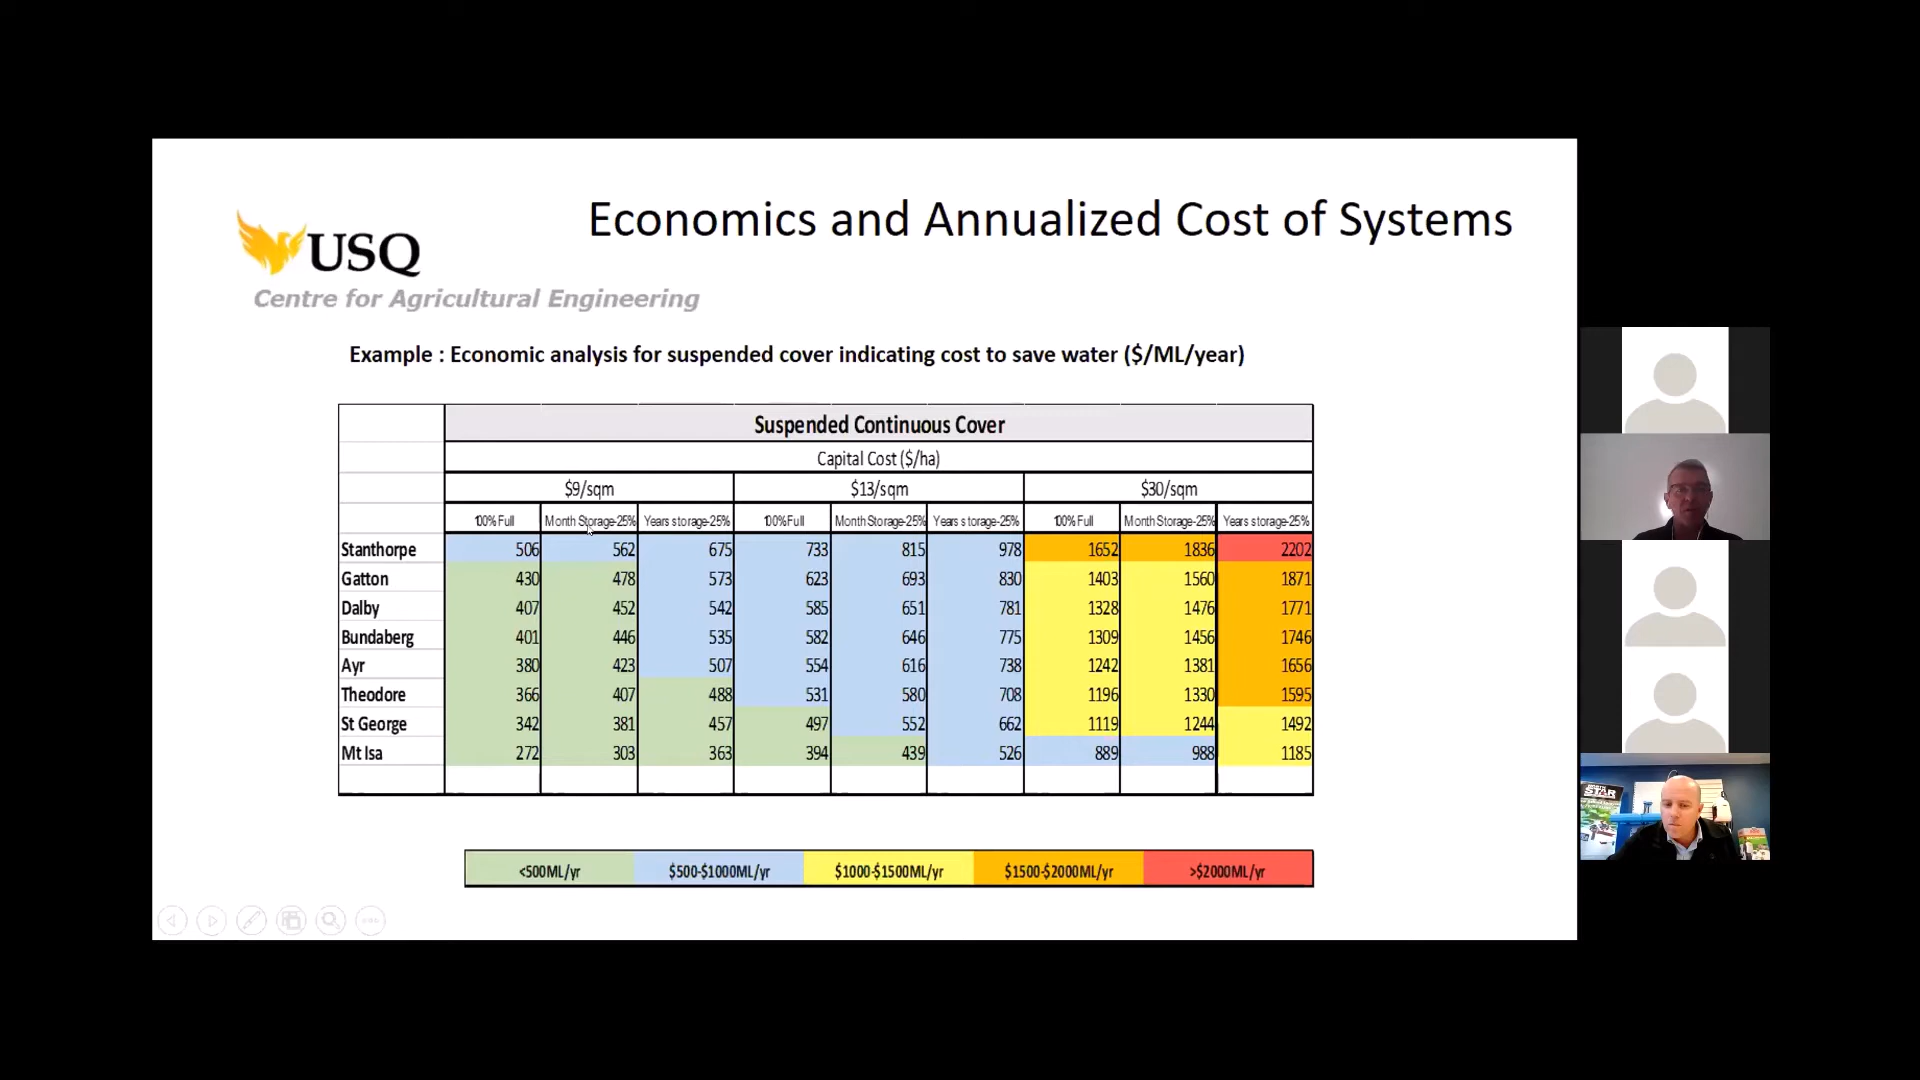 Economics and Annualized Cost of Systems
USQ
Centre for Agricultural Engineering
Example : Economic analysis for suspended cover indicating cost to save water ($/ML/year)
Suspended Continuous Cover
Capital Cost ($/ha)
$9/sqm $13/sqm $30/sqm
100% Full Month Storage-25% Years storage-25% 100% Full Month Storage-25% Years storage-25% 100% Full Month Storage-25% Years storage-25%
Stanthorpe 506 562 675 733 815 978 1652 1836 2202
Gatton 430 478 573 623 693 830 1403 1560 1871
Dalby 407 452 542 585 651 781 1328 1476 1771
Bundaberg 401 446 535 582 646 775 1309 1456 1746
Ayr 380 423 507 554 616 738 1242 1381 1656
Theodore 366 407 488 531 580 708 1196 1330 1595
St George 342 381 457 497 552 662 1119 1244 1492
Mt Isa 272 303 363 394 439 526 889 988 1185
<500ML/yr $500-$1000ML/yr $1000-$1500ML/yr $1500-$2000ML/yr >$2000ML/yr
STAR